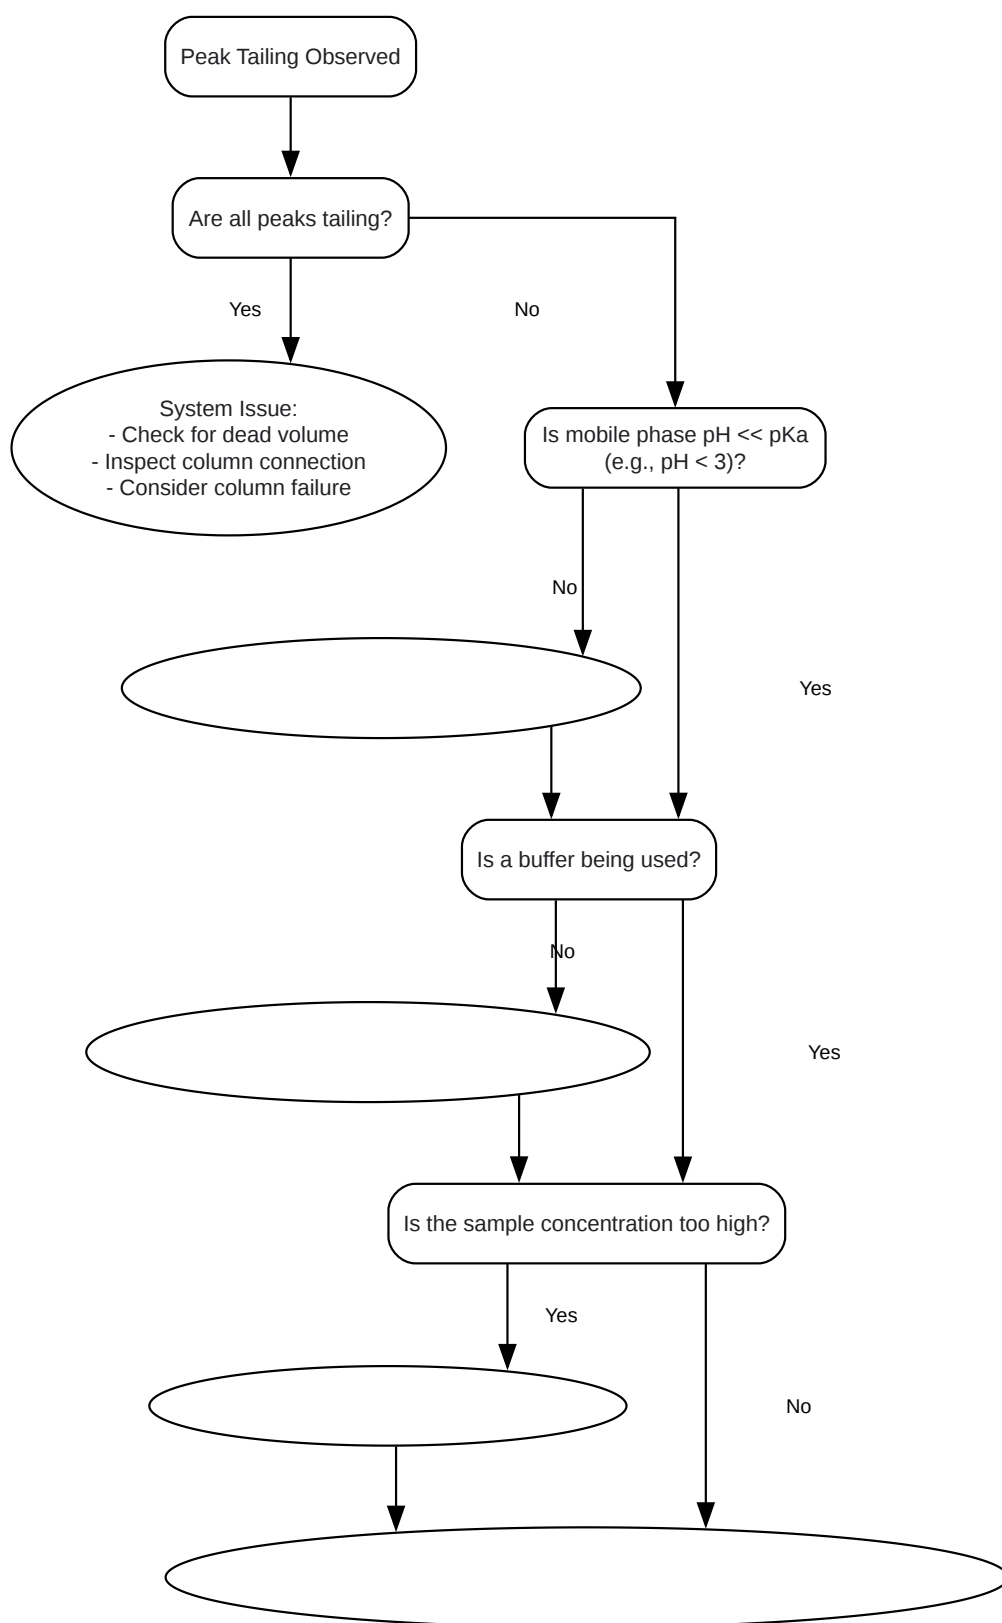 Peak Tailing Observed
Are all peaks tailing?
Yes
No
System Issue:
- Check for dead volume
- Inspect column connection
- Consider column failure
Is mobile phase pH << pKa
(e.g., pH < 3)?
No
Yes
Is a buffer being used?
No
Yes
Is the sample concentration too high?
Yes
No